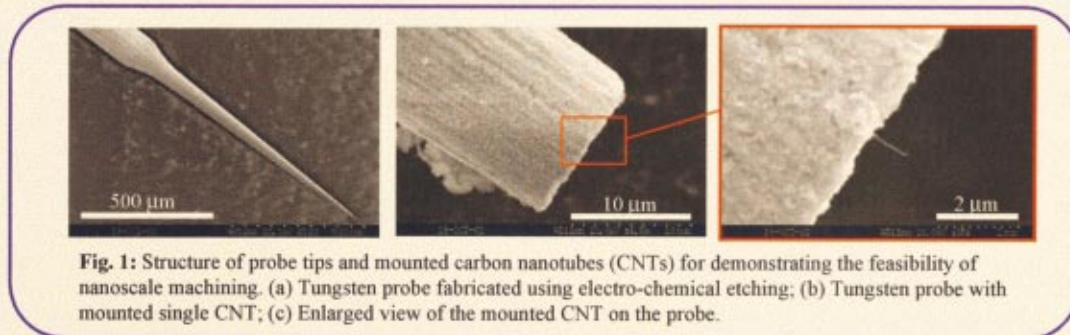 500 μm
10 μm
2 μm
Fig. 1: Structure of probe tips and mounted carbon nanotubes (CNTs) for demonstrating the feasibility of
nanoscale machining. (a) Tungsten probe fabricated using electro-chemical etching; (b) Tungsten probe with
mounted single CNT; (c) Enlarged view of the mounted CNT on the probe.